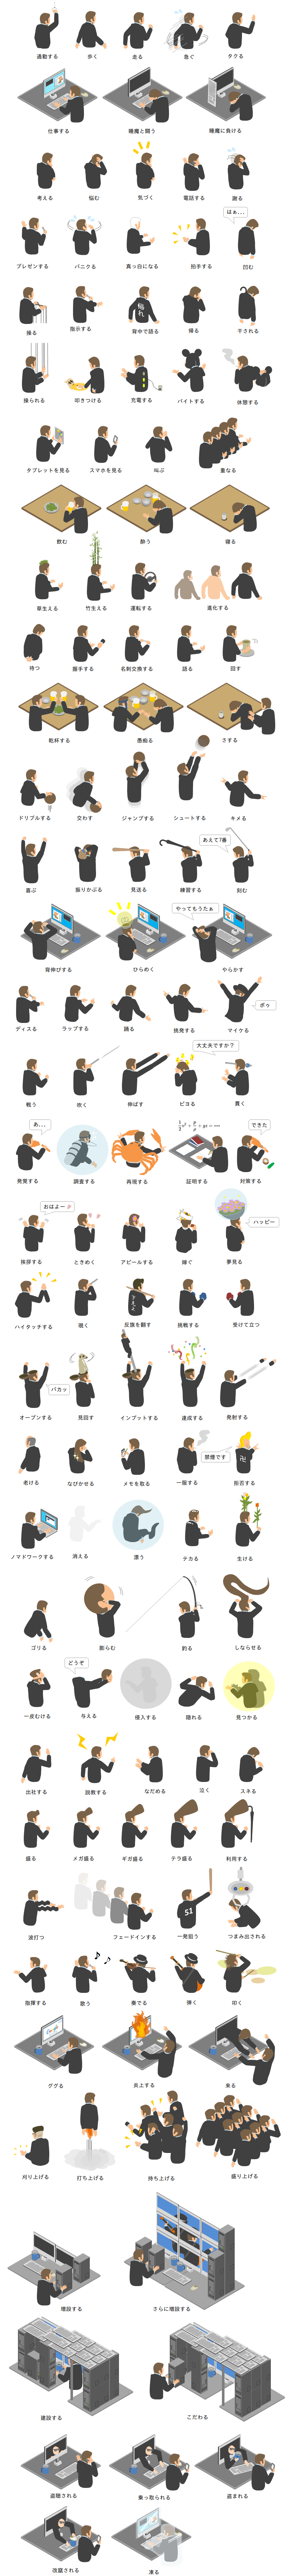 通勤する 歩く 走る 急ぐ タクる
仕事する 睡魔と闘う 睡魔に負ける
考える 悩む 気づく 電話する 謝る
はぁ...
プレゼンする パニクる 真っ白になる 拍手する 凹む
操る 指示する 背中で語る 帰る 干される
操られる 叩きつける 充電する バイトする 休憩する
タブレットを見る スマホを見る 叫ぶ 重なる
飲む 酔う 寝る
草生える 竹生える 運転する 進化する
待つ 握手する 名刺交換する 語る 回す
乾杯する 愚痴る さする
ドリブルする 交わす ジャンプする シュートする キメる
あえて7番
喜ぶ 振りかぶる 見送る 練習する 刻む
やってもうたぁ
背伸びする ひらめく やらかす
ポゥ
ディスる ラップする 踊る 挑発する マイケる
大丈夫ですか?
戦う 吹く 伸ばす ピヨる 貫く
あ... できた
発覚する 調査する 再現する 証明する 対策する
おはよー
ハッピー
挨拶する ときめく アピールする 稼ぐ 夢見る
ハイタッチする 覗く 反旗を翻す 挑戦する 受けて立つ
パカッ
オープンする 見回す インプットする 達成する 発射する
禁煙です
老ける なびかせる メモを取る 一服する 拒否する
ノマドワークする 消える 漂う テカる 生ける
ゴリる 膨らむ 釣る しならせる
どうぞ
一皮むける 与える 侵入する 隠れる 見つかる
出社する 説教する なだめる 泣く スネる
盛る メガ盛る ギガ盛る テラ盛る 利用する
51
波打つ フェードインする 一発狙う つまみ出される
指揮する 歌う 奏でる 弾く 叩く
ググる 炎上する 来る
刈り上げる 打ち上げる 持ち上げる 盛り上げる
増設する さらに増設する
建設する こだわる
盗聴される 乗っ取られる 盗まれる
改竄される 凍る